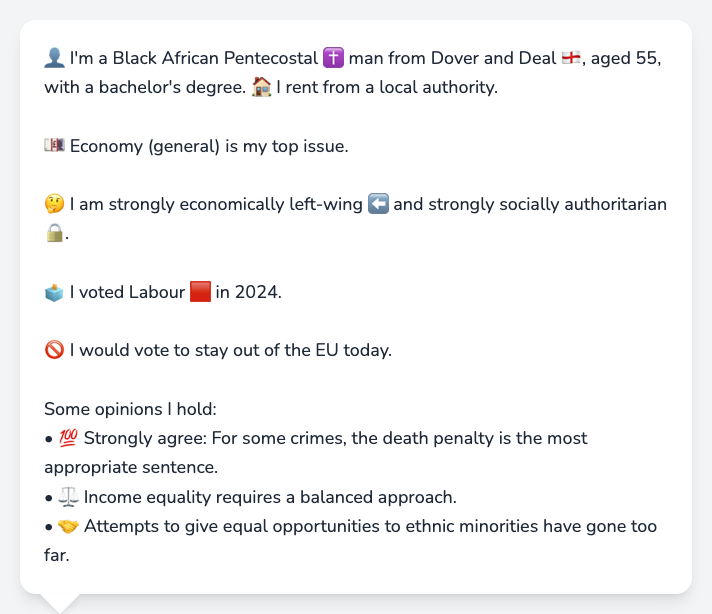 👤 I'm a Black African Pentecostal ✝️ man from Dover and Deal 🏴󠁧󠁢󠁥󠁮󠁧󠁿, aged 55,
with a bachelor's degree. 🏠 I rent from a local authority.
💷 Economy (general) is my top issue.
🤔 I am strongly economically left-wing ⬅️ and strongly socially authoritarian
🔒.
🗳️ I voted Labour 🟥 in 2024.
🚫 I would vote to stay out of the EU today.
Some opinions I hold:
• 💯 Strongly agree: For some crimes, the death penalty is the most
appropriate sentence.
• ⚖️ Income equality requires a balanced approach.
• 🤝 Attempts to give equal opportunities to ethnic minorities have gone too
far.